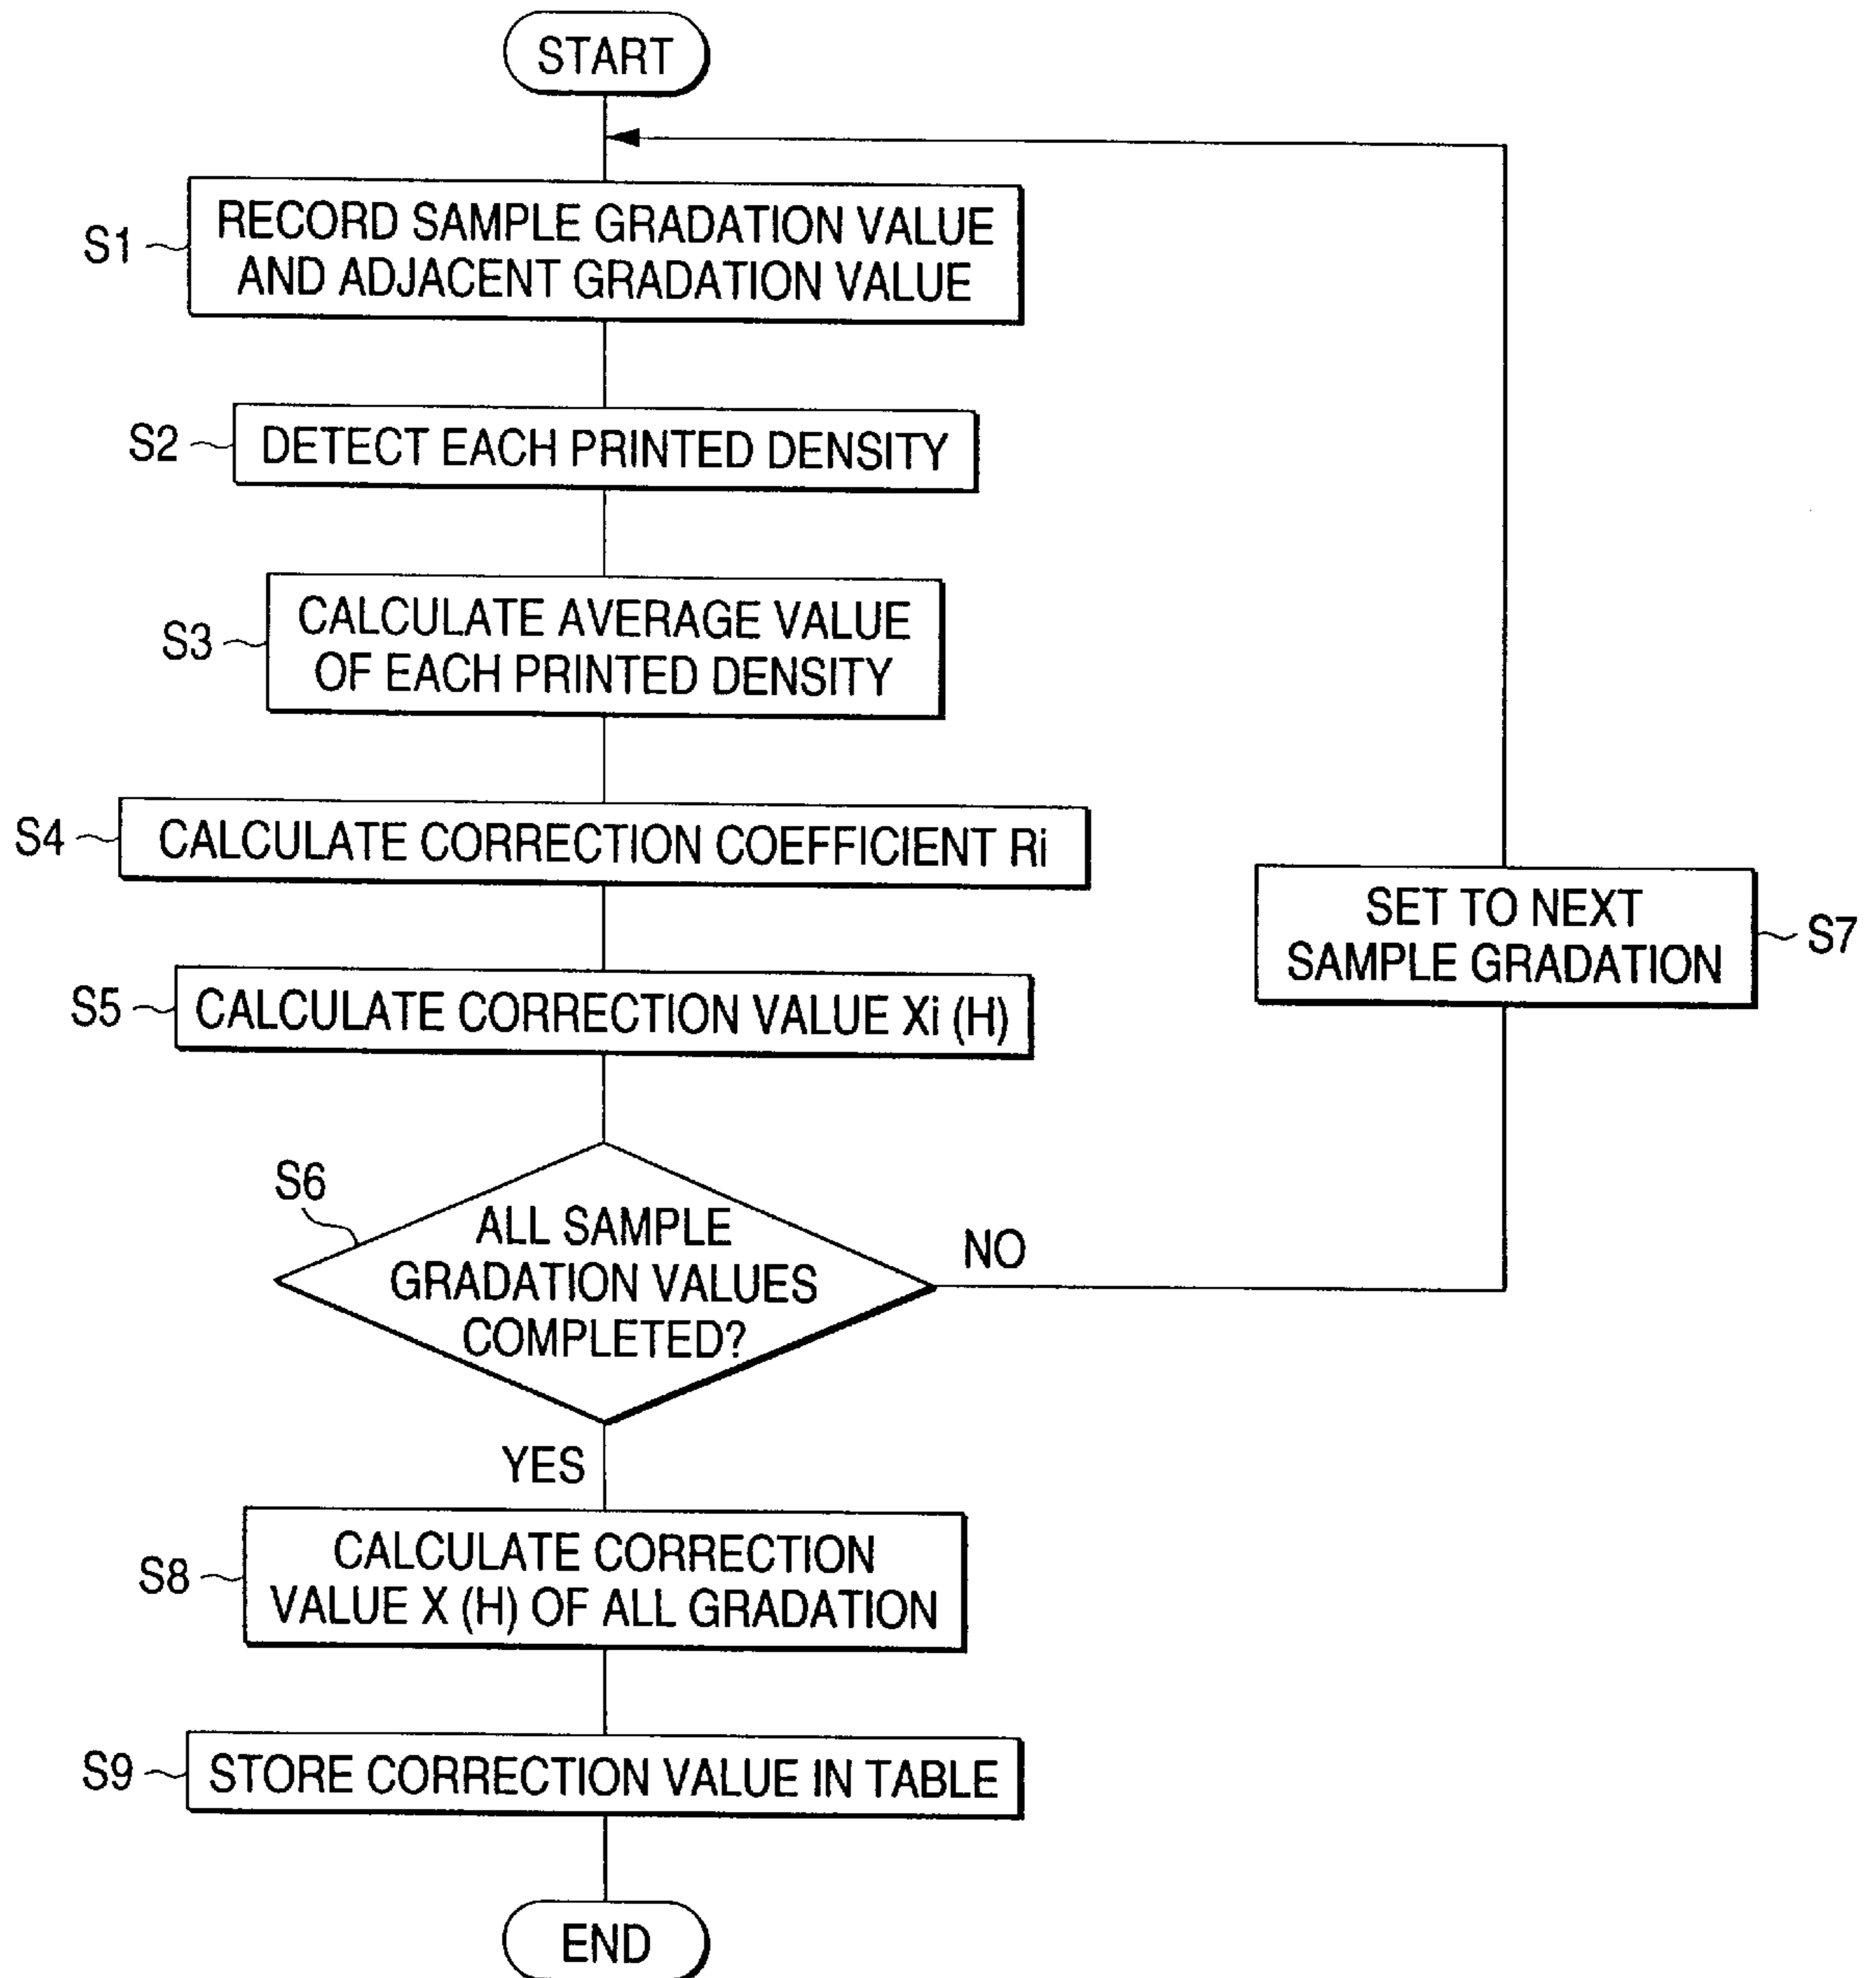 START
S1
RECORD SAMPLE GRADATION VALUE
AND ADJACENT GRADATION VALUE
S2
DETECT EACH PRINTED DENSITY
S3
CALCULATE AVERAGE VALUE
OF EACH PRINTED DENSITY
S4
CALCULATE CORRECTION COEFFICIENT Ri
SET TO NEXT
SAMPLE GRADATION
S7
S5
CALCULATE CORRECTION VALUE Xi (H)
S6
ALL SAMPLE
GRADATION VALUES
COMPLETED?
NO
YES
S8
CALCULATE CORRECTION
VALUE X (H) OF ALL GRADATION
S9
STORE CORRECTION VALUE IN TABLE
END